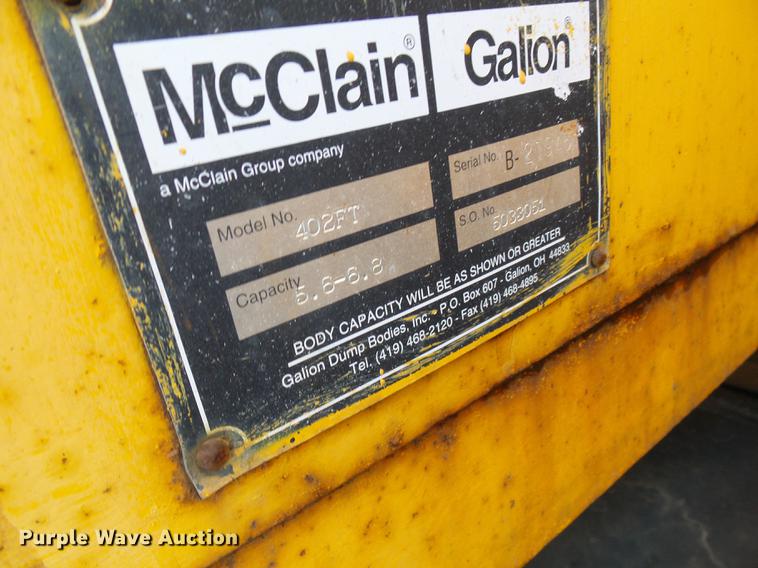 McClain® Galion®
a McClain Group company
Model No. 402FT
Serial No. B-
Capacity 5.6-6.8
S.O. No. 5033051
BODY CAPACITY WILL BE AS SHOWN OR GREATER
Galion Dump Bodies, Inc. - P.O. Box 607 - Galion, OH 44833
Tel. (419) 468-2120 - Fax (419) 468-4895
Purple Wave Auction